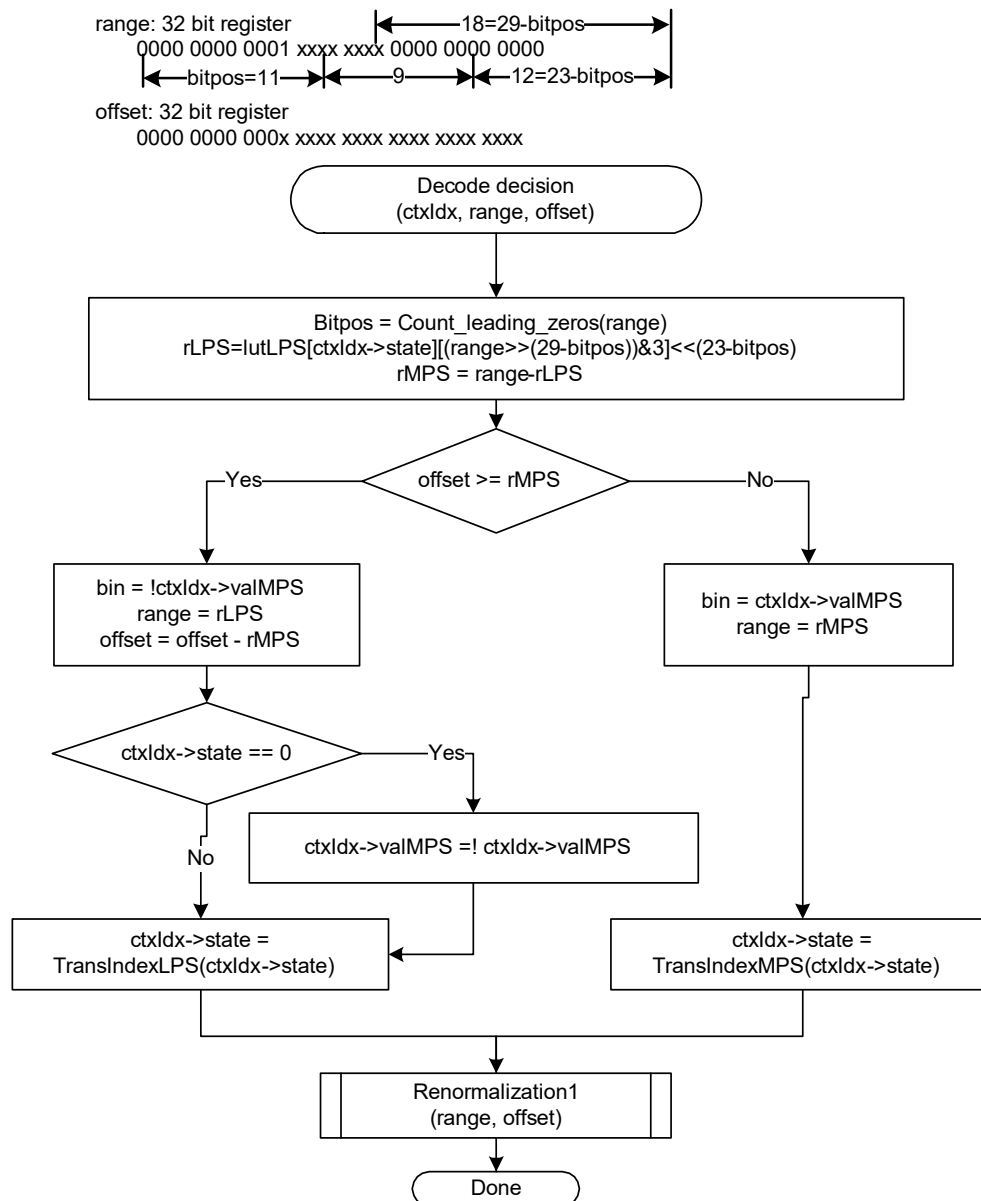 18=29-bitpos
range: 32 bit register
0000 0000 0001 xxxx xxxx 0000 0000 0000
bitpos=11
9
12=23-bitpos
offset: 32 bit register
0000 0000 000x xxxx xxxx xxxx xxxx xxxx
Decode decision
(ctxIdx, range, offset)
Bitpos = Count_leading_zeros(range)
rLPS=lutLPS[ctxIdx->state][(range>>(29-bitpos))&3]<<(23-bitpos)
rMPS = range-rLPS
offset >= rMPS
Yes
No
bin = !ctxIdx->valMPS
range = rLPS
offset = offset - rMPS
bin = ctxIdx->valMPS
range = rMPS
ctxIdx->state == 0
Yes
No
ctxIdx->valMPS =! ctxIdx->valMPS
ctxIdx->state =
TransIndexLPS(ctxIdx->state)
ctxIdx->state =
TransIndexMPS(ctxIdx->state)
Renormalization1
(range, offset)
Done